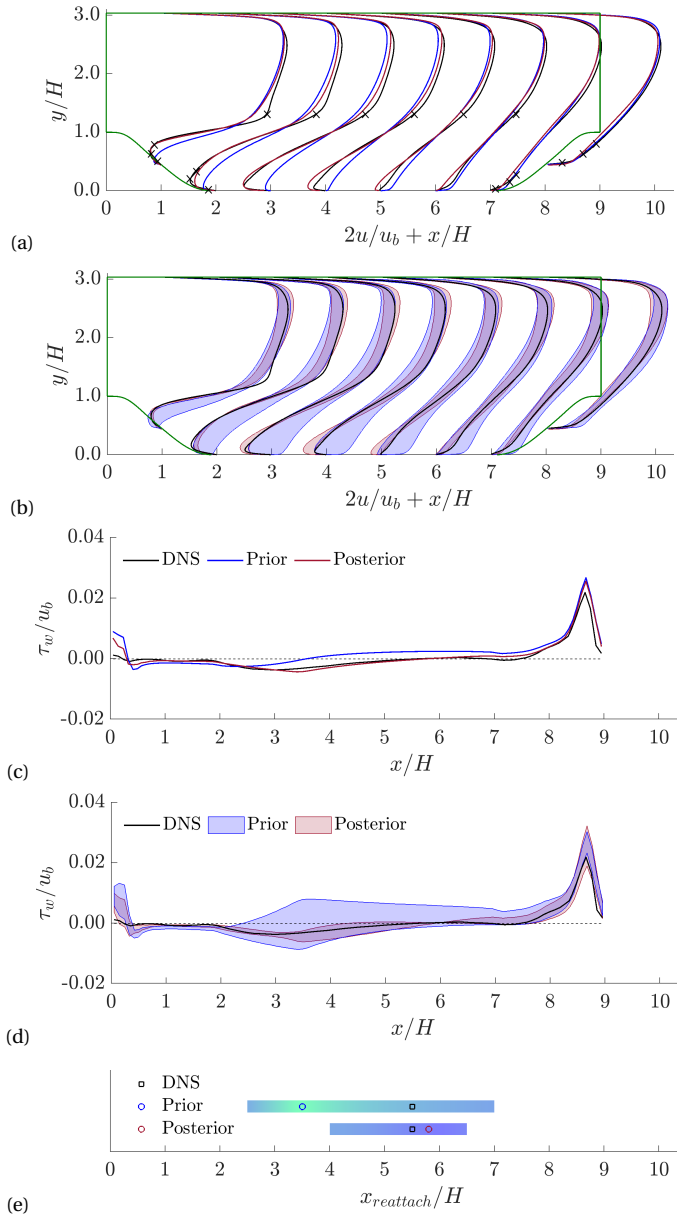 3.0
2.0
1.0
0.0
y/H
0 1 2 3 4 5 6 7 8 9 10
2u/u_b + x/H
(a)
3.0
2.0
1.0
0.0
y/H
0 1 2 3 4 5 6 7 8 9 10
2u/u_b + x/H
(b)
0.04
0.02
0.00
-0.02
τ_w/u_b
DNS Prior Posterior
0 1 2 3 4 5 6 7 8 9 10
x/H
(c)
0.04
0.02
0.00
-0.02
τ_w/u_b
DNS Prior Posterior
0 1 2 3 4 5 6 7 8 9 10
x/H
(d)
DNS
Prior
Posterior
0 1 2 3 4 5 6 7 8 9 10
x_reattach/H
(e)